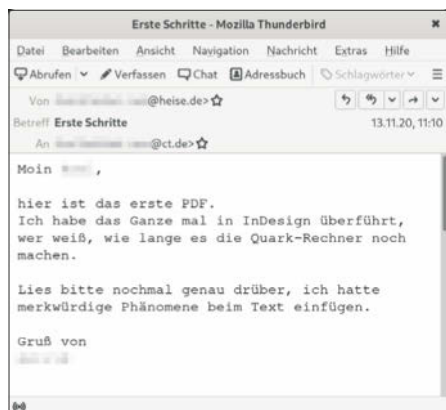 Erste Schritte - Mozilla Thunderbird
Datei Bearbeiten Ansicht Navigation Nachricht Extras Hilfe
Abrufen Verfassen Chat Adressbuch Schlagwörter
Von @heise.de>
Betreff Erste Schritte 13.11.20, 11:10
An @ct.de>
Moin ,
hier ist das erste PDF.
Ich habe das Ganze mal in InDesign überführt,
wer weiß, wie lange es die Quark-Rechner noch
machen.
Lies bitte nochmal genau drüber, ich hatte
merkwürdige Phänomene beim Text einfügen.
Gruß von